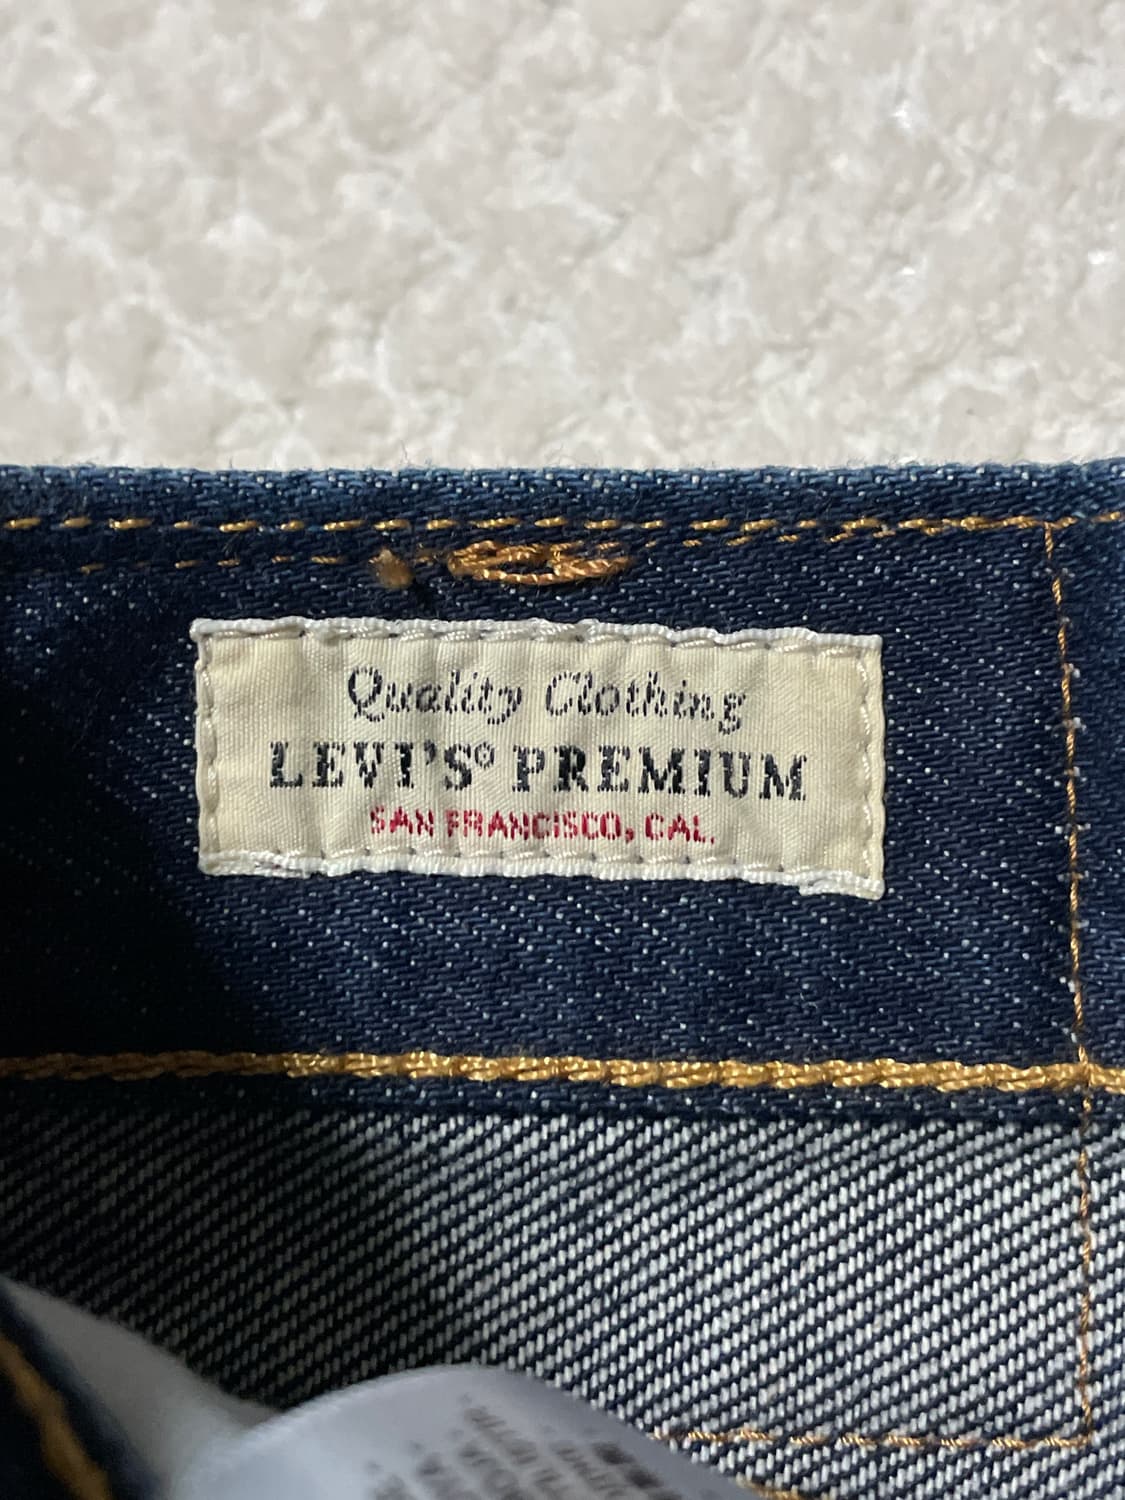 Quality Clothing
LEVI'S® PREMIUM
SAN FRANCISCO, CAL.